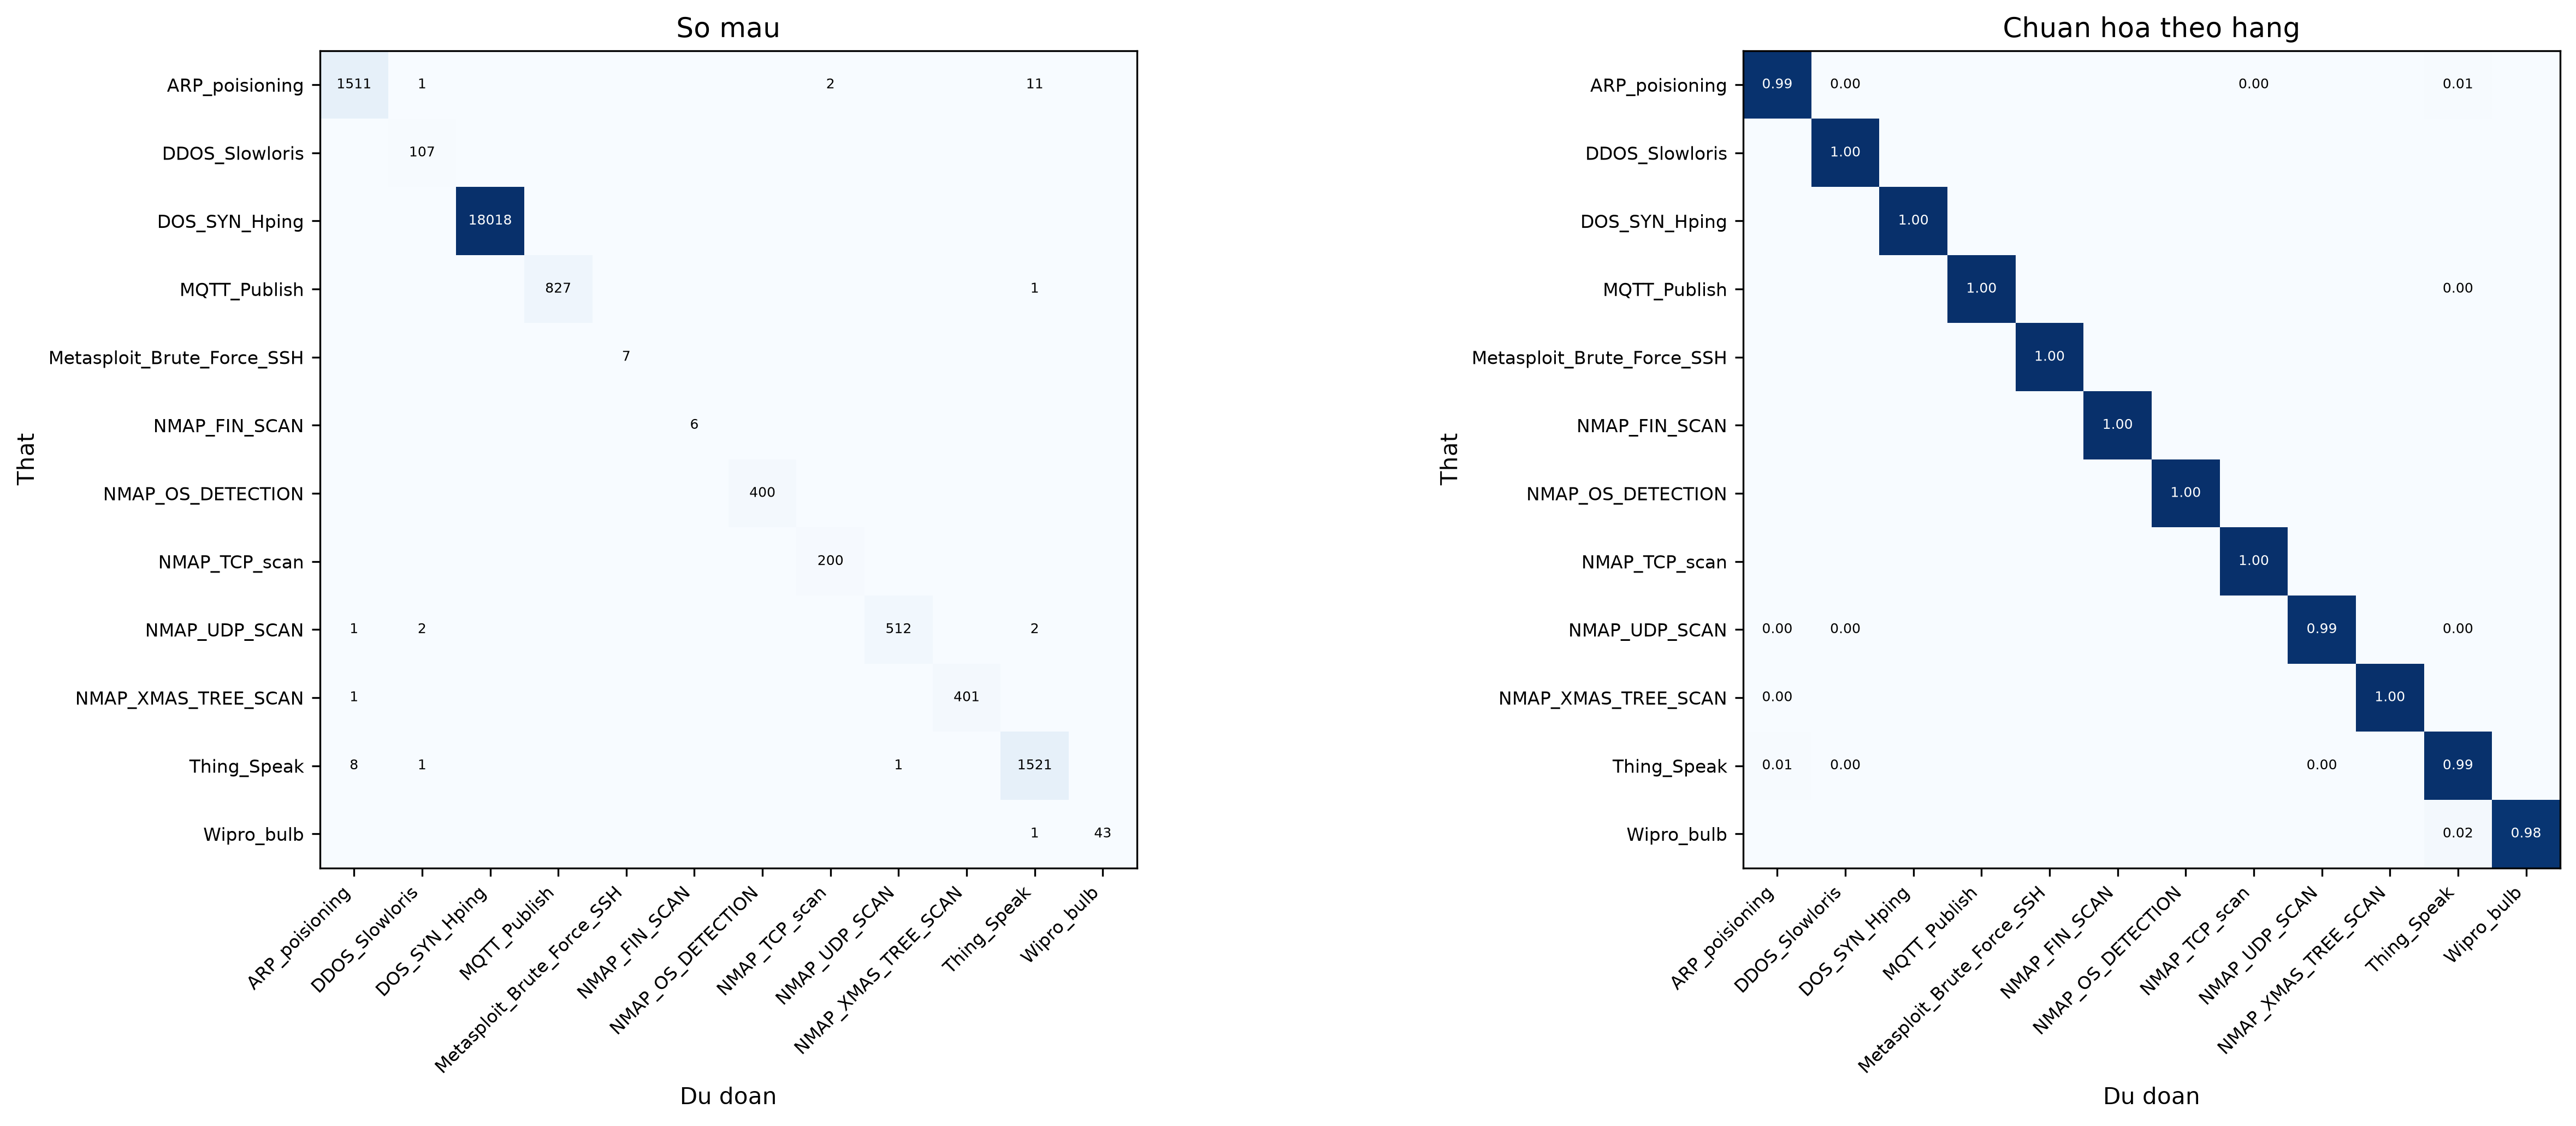 So mau
ARP_poisioning 1511 1 2 11
DDOS_Slowloris 107
DOS_SYN_Hping 18018
MQTT_Publish 827 1
Metasploit_Brute_Force_SSH 7
NMAP_FIN_SCAN 6
NMAP_OS_DETECTION 400
NMAP_TCP_scan 200
NMAP_UDP_SCAN 1 2 512 2
NMAP_XMAS_TREE_SCAN 1 401
Thing_Speak 8 1 1 1521
Wipro_bulb 1 43
That
ARP_poisioning
DDOS_Slowloris
DOS_SYN_Hping
MQTT_Publish
Metasploit_Brute_Force_SSH
NMAP_FIN_SCAN
NMAP_OS_DETECTION
NMAP_TCP_scan
NMAP_UDP_SCAN
NMAP_XMAS_TREE_SCAN
Thing_Speak
Wipro_bulb
Du doan
Chuan hoa theo hang
ARP_poisioning 0.99 0.00 0.00 0.01
DDOS_Slowloris 1.00
DOS_SYN_Hping 1.00
MQTT_Publish 1.00 0.00
Metasploit_Brute_Force_SSH 1.00
NMAP_FIN_SCAN 1.00
NMAP_OS_DETECTION 1.00
NMAP_TCP_scan 1.00
NMAP_UDP_SCAN 0.00 0.00 0.99 0.00
NMAP_XMAS_TREE_SCAN 0.00 1.00
Thing_Speak 0.01 0.00 0.00 0.99
Wipro_bulb 0.02 0.98
That
ARP_poisioning
DDOS_Slowloris
DOS_SYN_Hping
MQTT_Publish
Metasploit_Brute_Force_SSH
NMAP_FIN_SCAN
NMAP_OS_DETECTION
NMAP_TCP_scan
NMAP_UDP_SCAN
NMAP_XMAS_TREE_SCAN
Thing_Speak
Wipro_bulb
Du doan